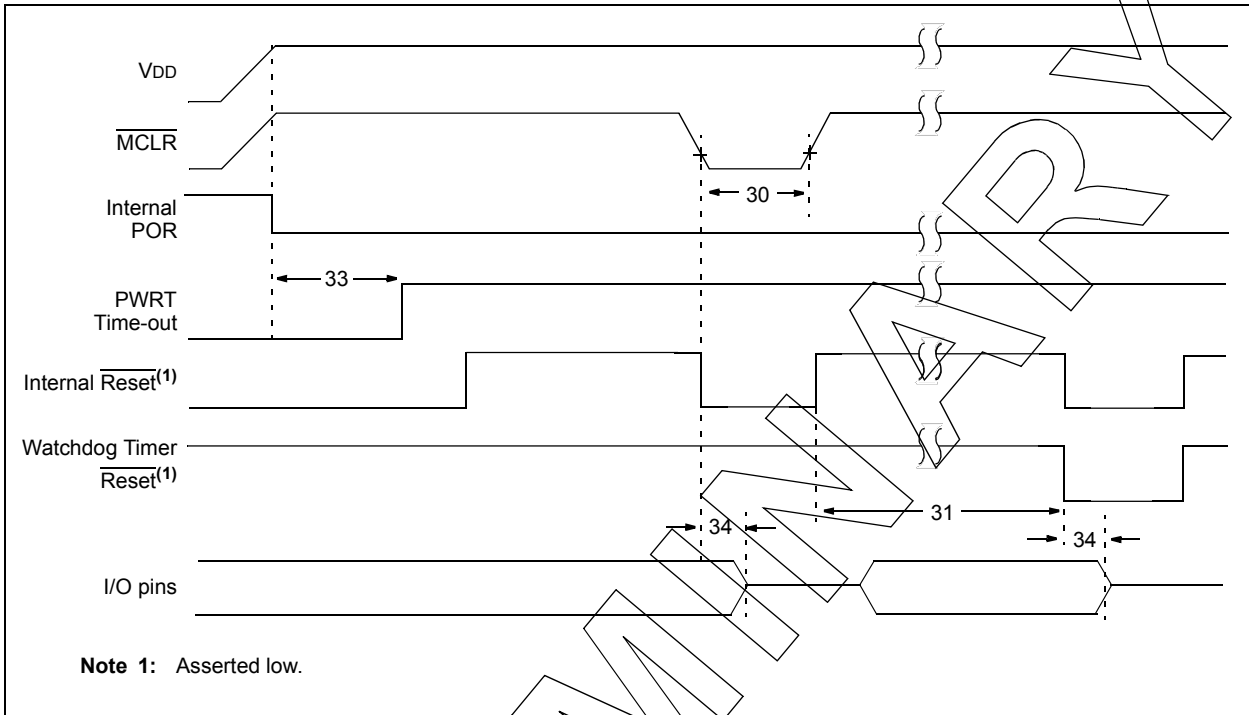 VDD
MCLR
30
Internal
POR
33
PWRT
Time-out
Internal Reset(1)
Watchdog Timer
Reset(1)
31
34
34
I/O pins
Note 1: Asserted low.